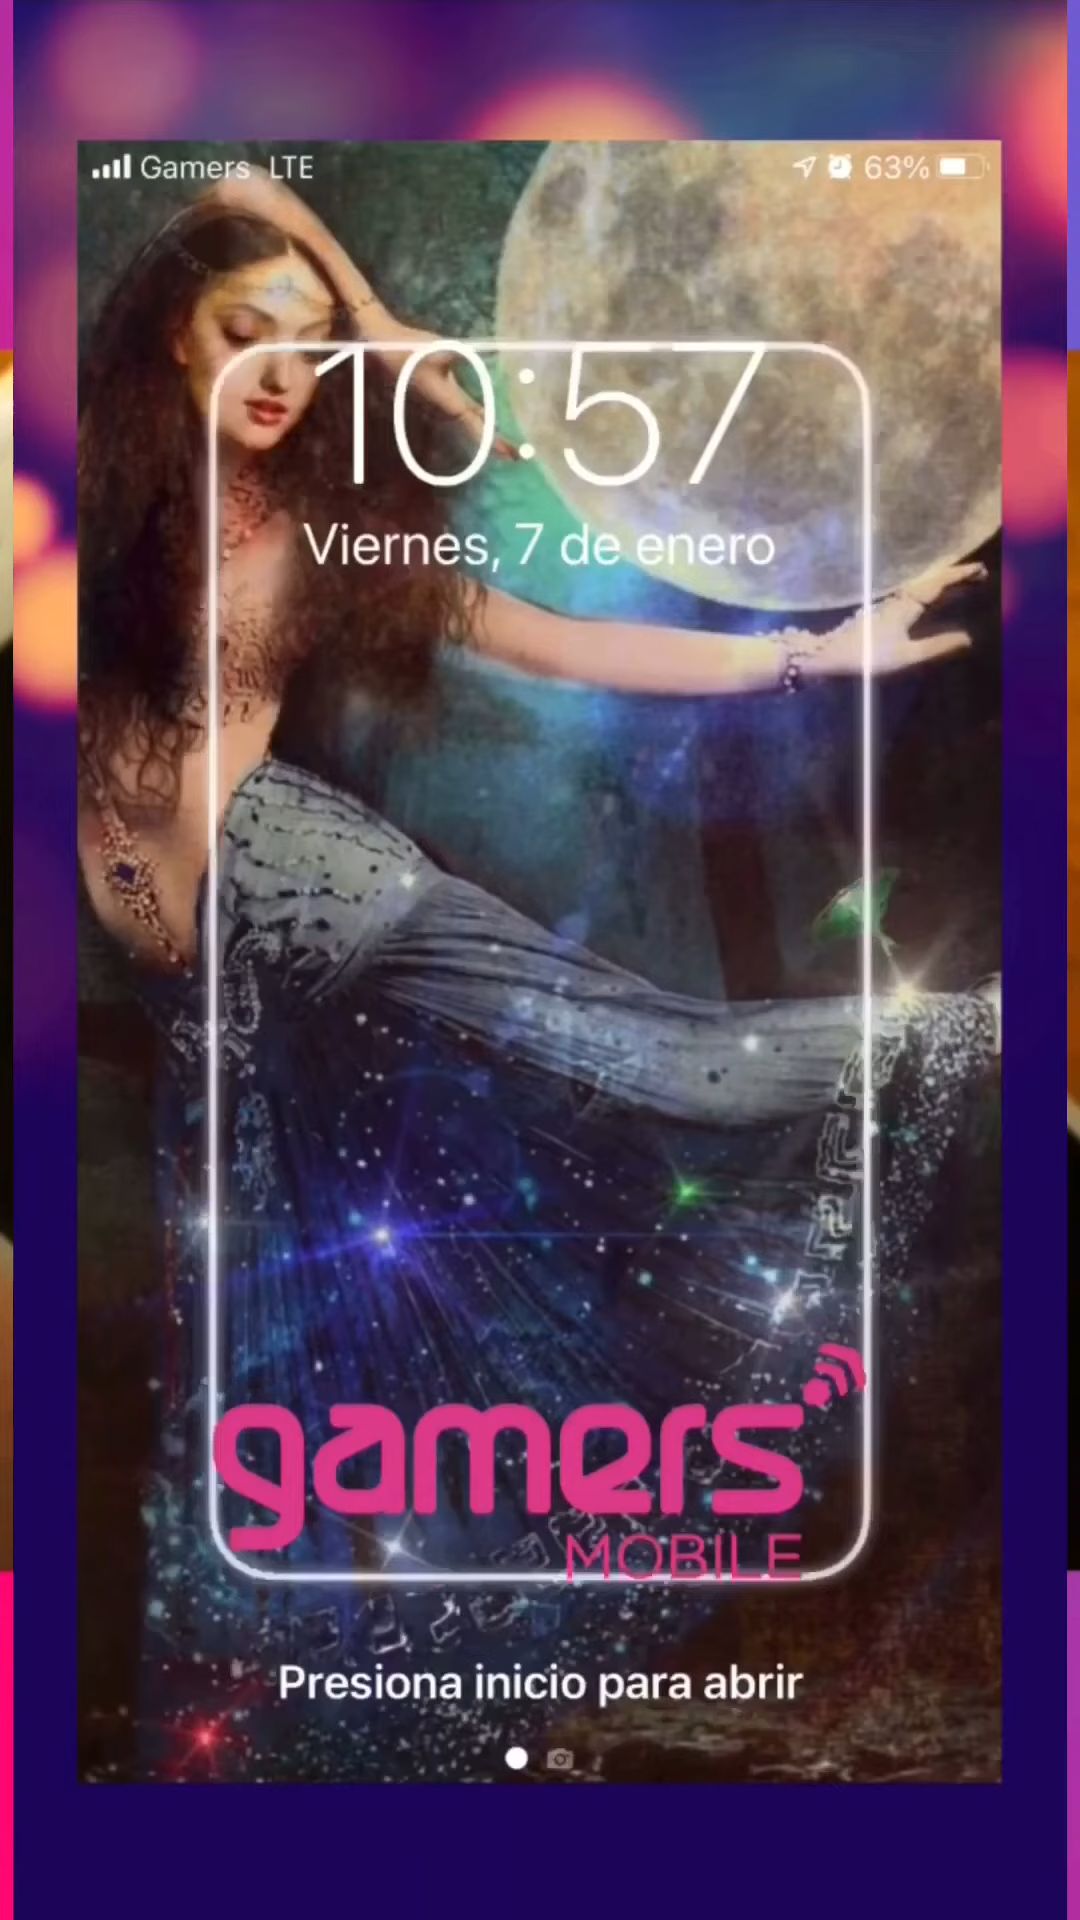 Gamers LTE 63%
10:57
Viernes, 7 de enero
gamers
MOBILE
Presiona inicio para abrir